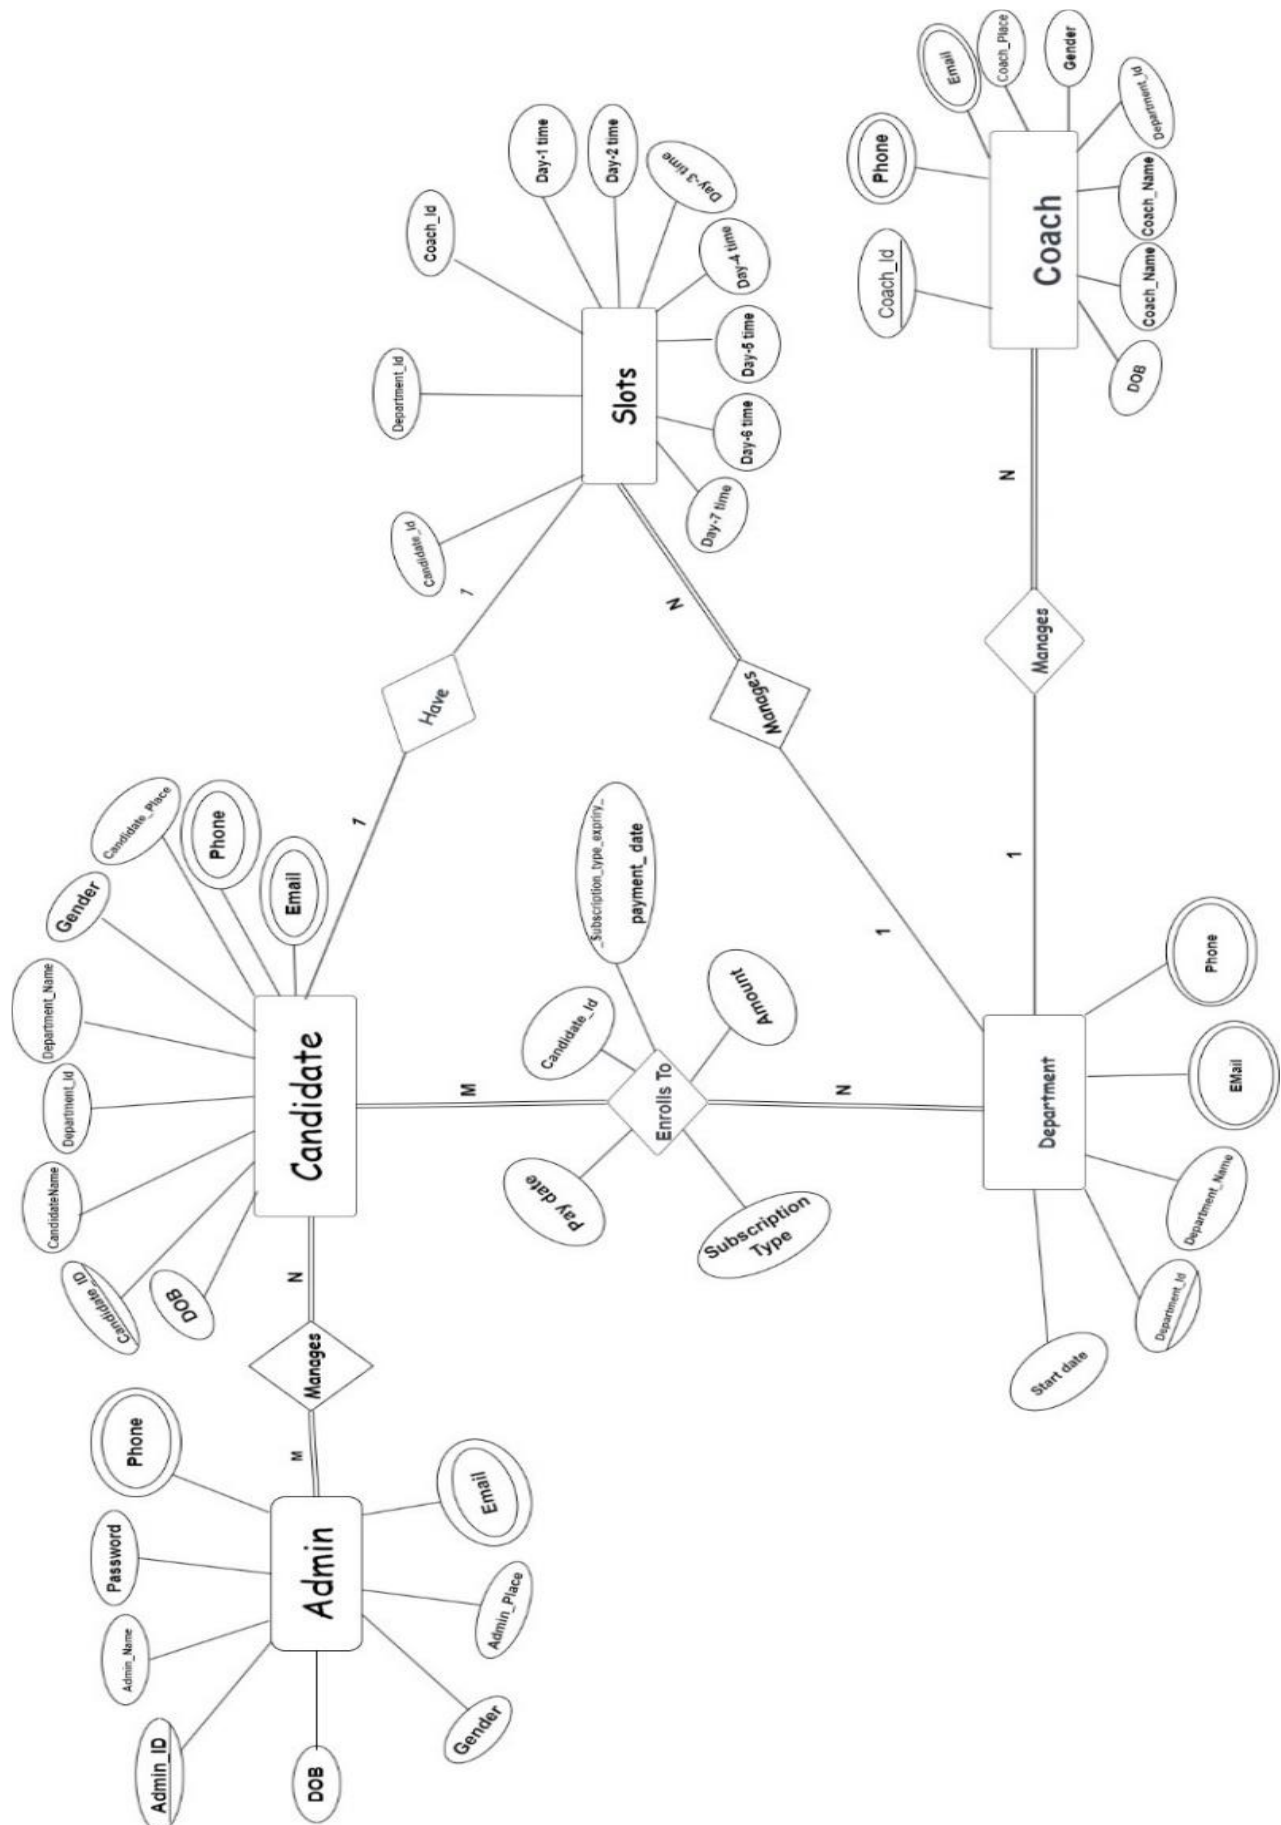 Admin_ID
Admin_Name
Password
Phone
Admin
DOB
Gender
Admin_Place
Email
M
Manages
N
Candidate_ID
DOB
CandidateName
Department_Id
Department_Name
Gender
Candidate_Place
Phone
Email
Candidate
1
Have
1
Candidate_Id
Department_Id
Coach_Id
Day-1 time
Day-2 time
Day-3 time
Day-4 time
Day-5 time
Day-6 time
Day-7 time
Slots
N
Manages
1
M
Enrolls To
Pay date
Candidate_Id
_Subscription_type_expriry_
payment_ date
Amount
Subscription
Type
N
Department
Start date
Department_Id
Department_Name
EMail
Phone
1
Manages
N
Coach
Coach_Id
Phone
Email
Coach_Place
Gender
Department_Id
Coach_Name
Coach_Name
DOB